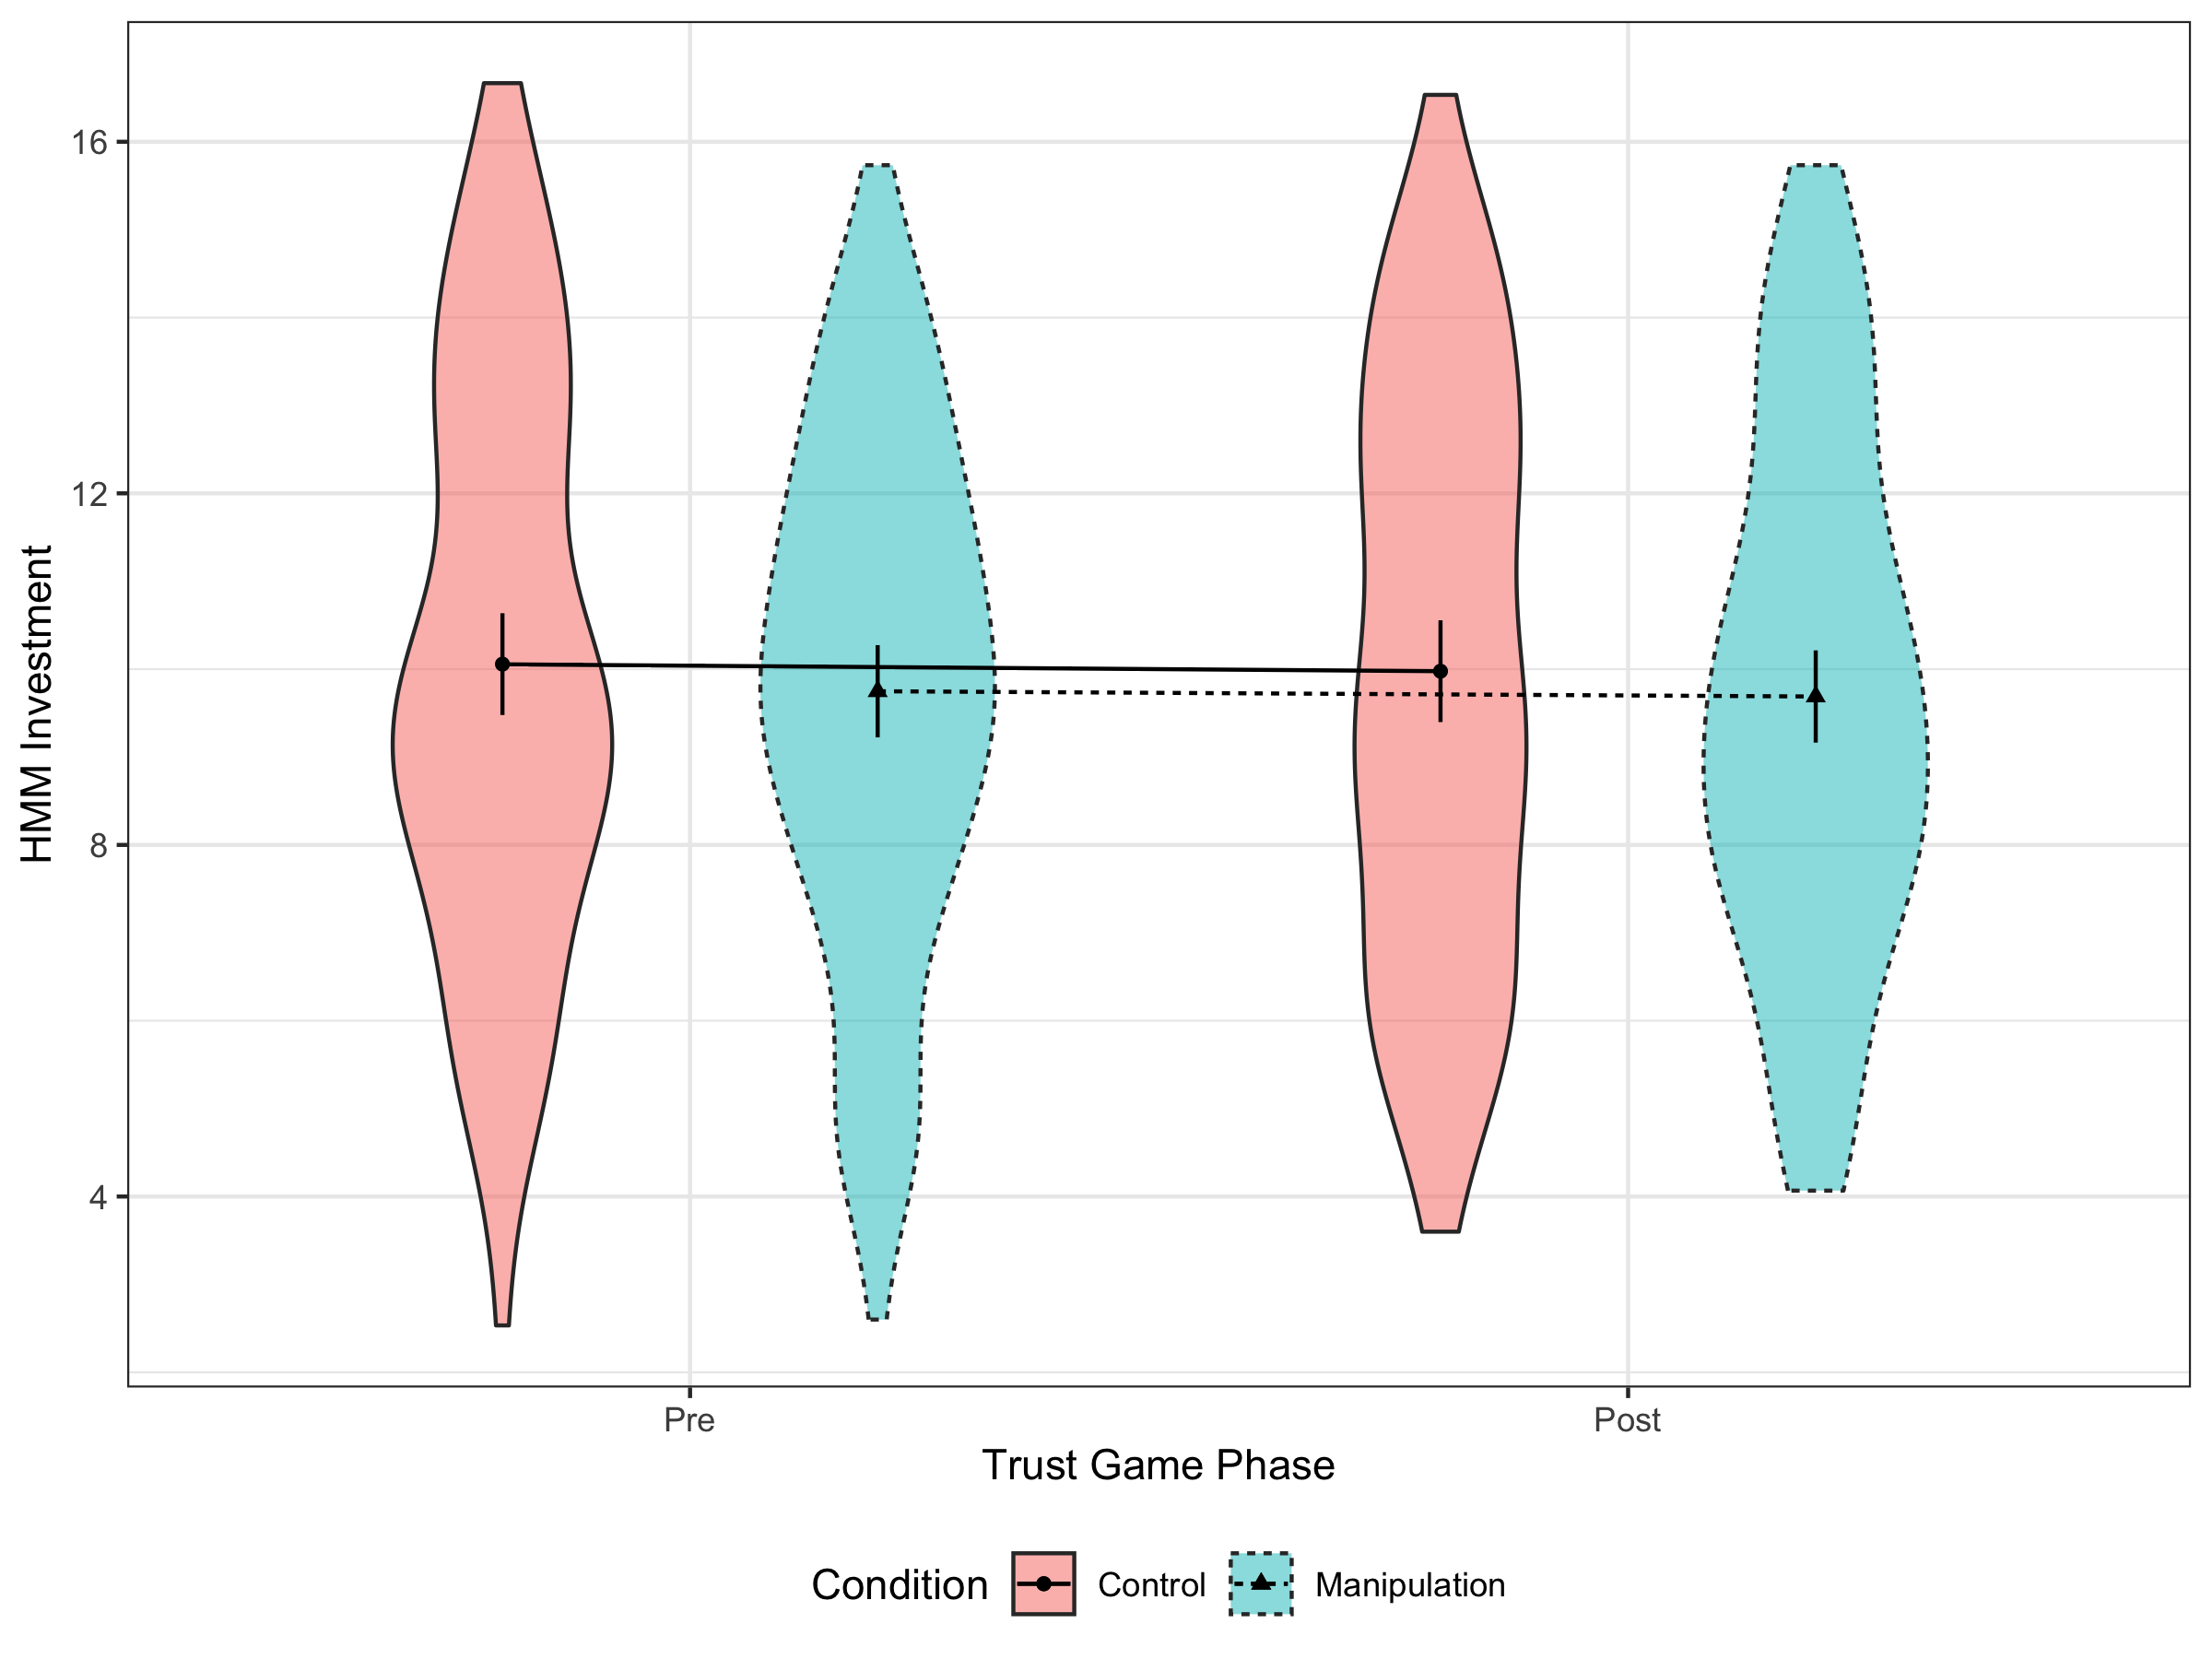 HMM Investment
16
12
8
4
Pre
Post
Trust Game Phase
Condition
Control
Manipulation